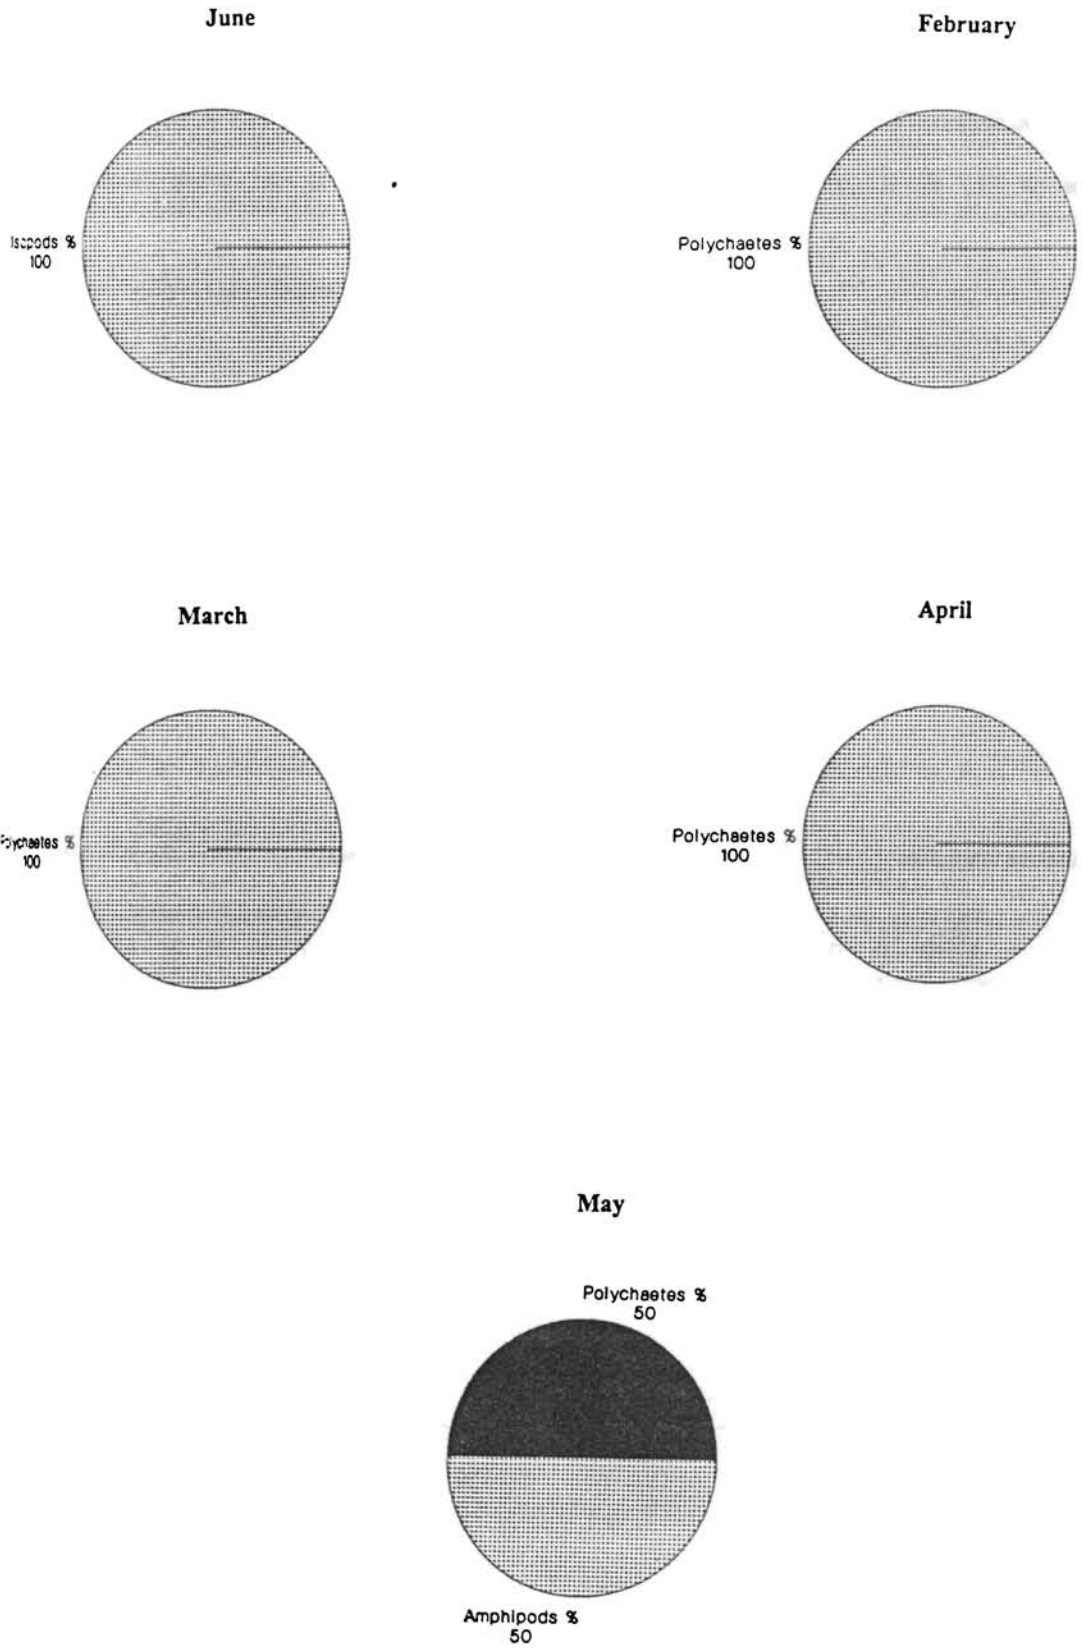 June
Isopods %
100
February
Polychaetes %
100
March
Polychaetes %
100
April
Polychaetes %
100
May
Polychaetes %
50
Amphipods %
50